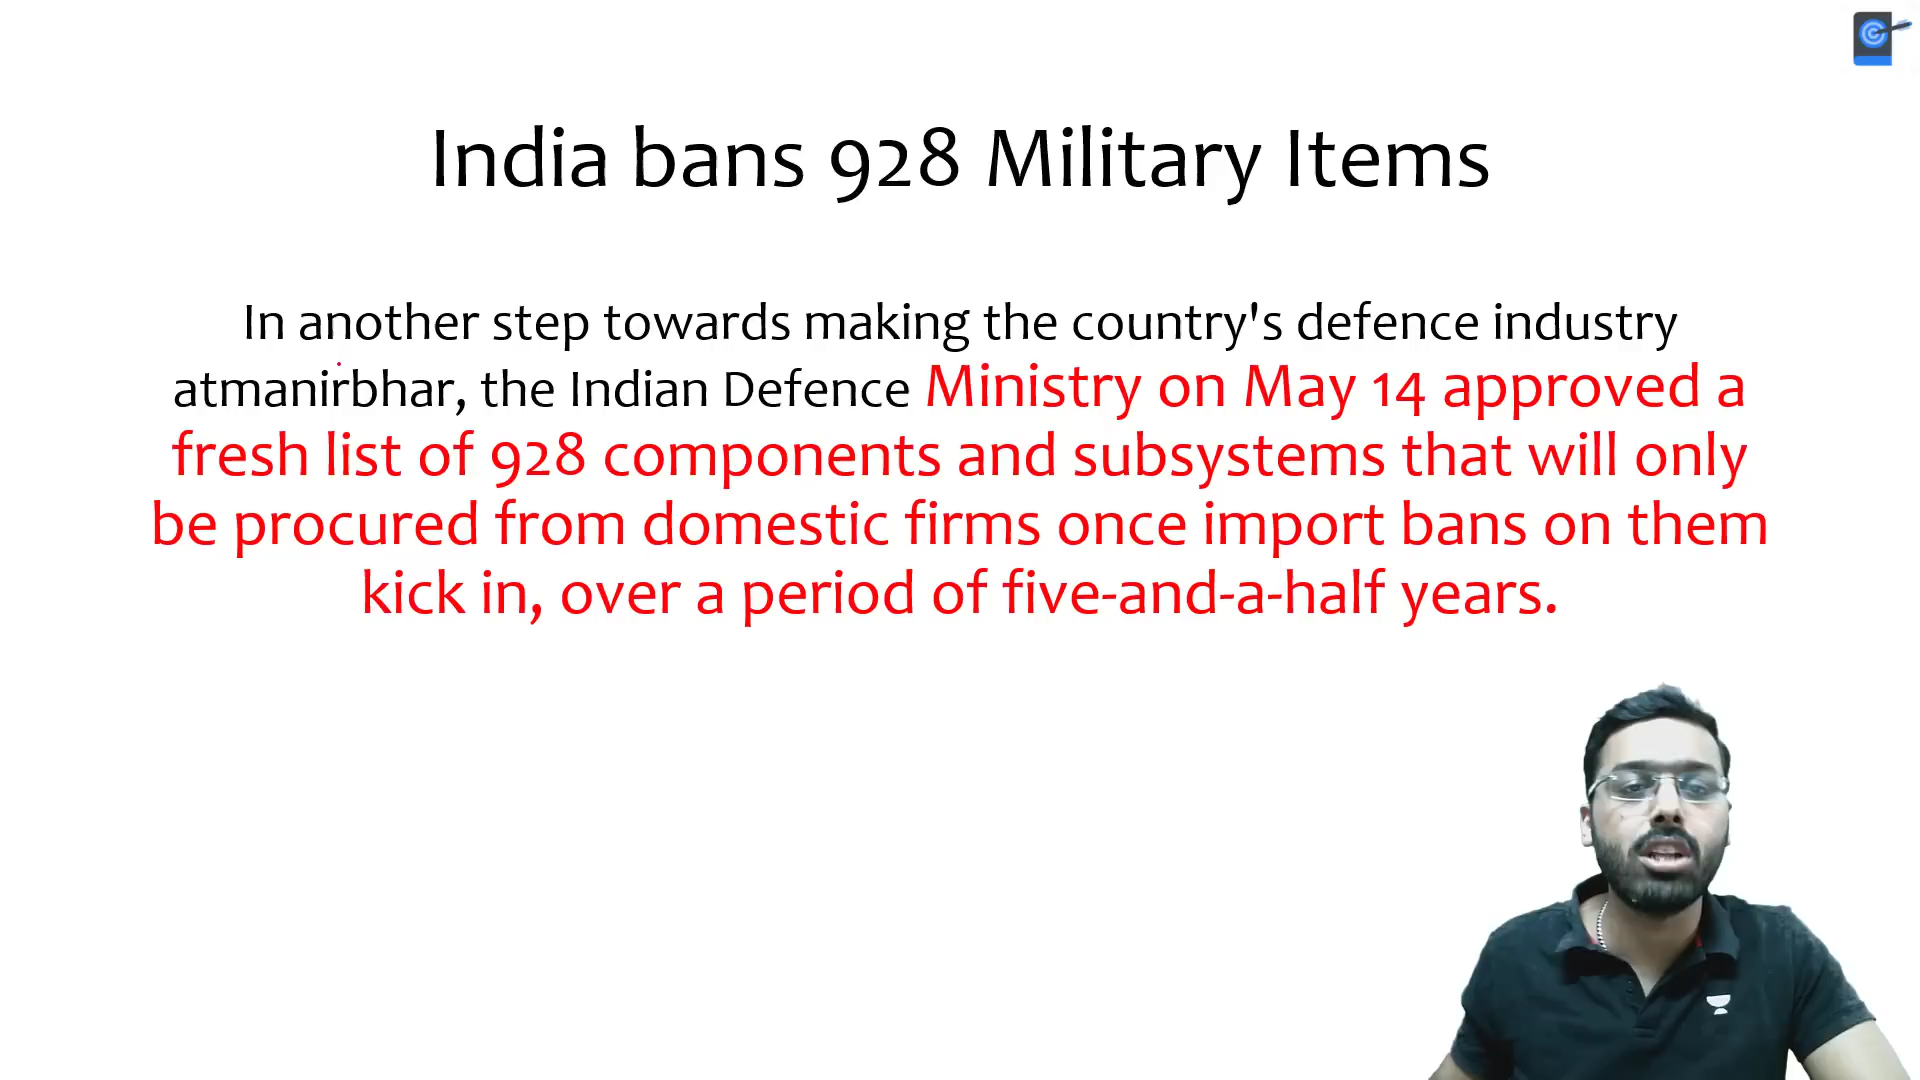 India bans 928 Military Items
In another step towards making the country's defence industry
atmanirbhar, the Indian Defence Ministry on May 14 approved a
fresh list of 928 components and subsystems that will only
be procured from domestic firms once import bans on them
kick in, over a period of five-and-a-half years.